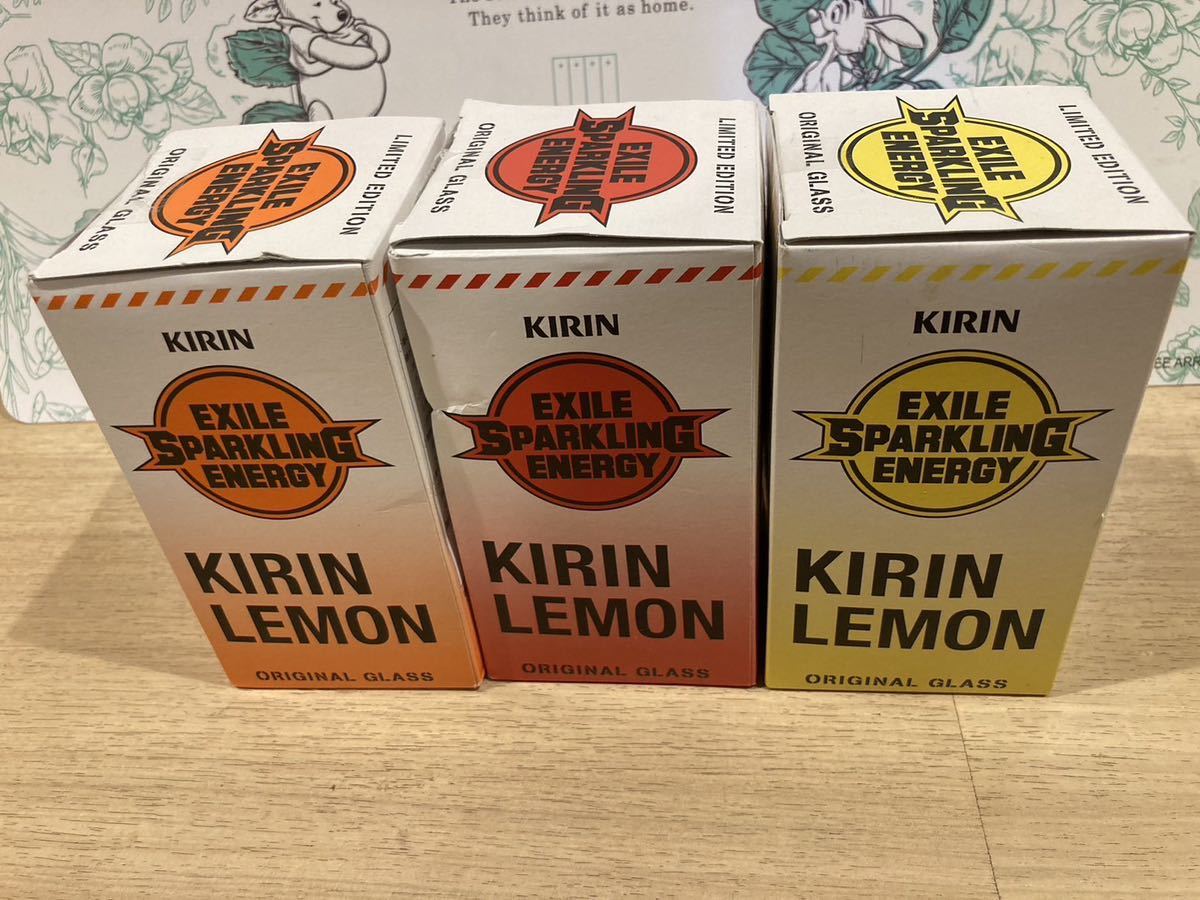 They think of it as home.
LIMITED EDITION
EXILE
SPARKLING
ENERGY
ORIGINAL GLASS
LIMITED EDITION
EXILE
SPARKLING
ENERGY
ORIGINAL GLASS
LIMITED EDITION
EXILE
SPARKLING
ENERGY
ORIGINAL GLASS
KIRIN
EXILE
SPARKLING
ENERGY
KIRIN
LEMON
ORIGINAL GLASS
KIRIN
EXILE
SPARKLING
ENERGY
KIRIN
LEMON
ORIGINAL GLASS
KIRIN
EXILE
SPARKLING
ENERGY
KIRIN
LEMON
ORIGINAL GLASS